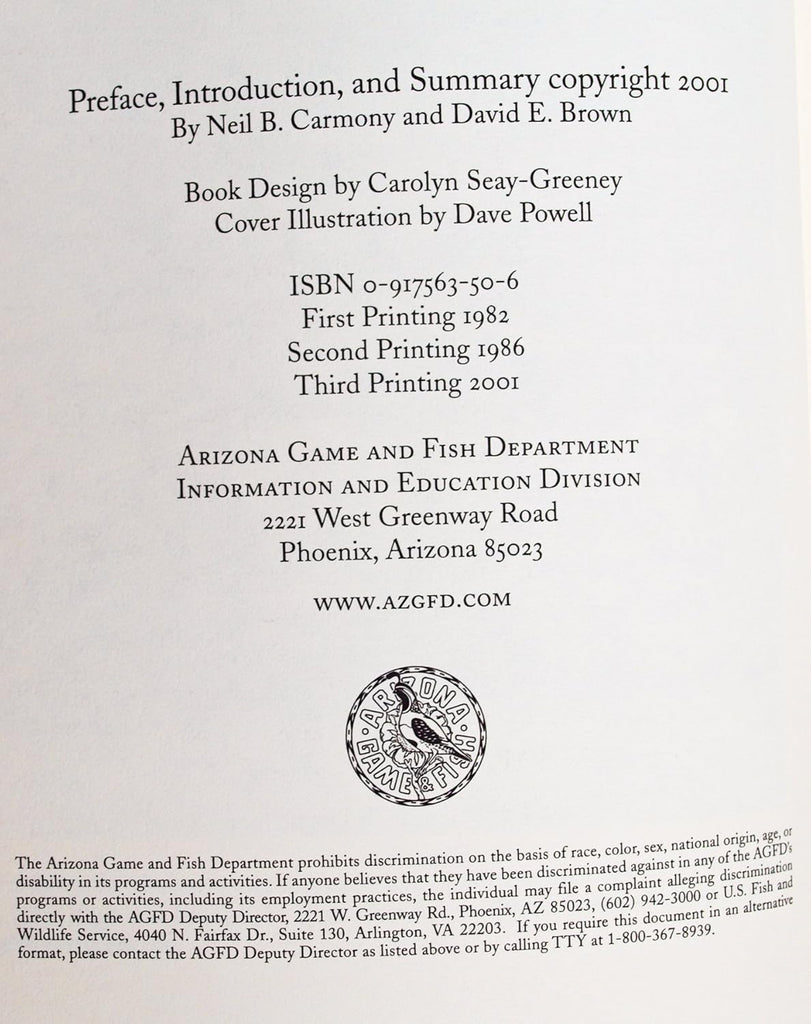 Preface, Introduction, and Summary copyright 2001
By Neil B. Carmony and David E. Brown
Book Design by Carolyn Seay-Greeney
Cover Illustration by Dave Powell
ISBN 0-917563-50-6
First Printing 1982
Second Printing 1986
Third Printing 2001
ARIZONA GAME AND FISH DEPARTMENT
INFORMATION AND EDUCATION DIVISION
2221 West Greenway Road
Phoenix, Arizona 85023
WWW.AZGFD.COM
ARIZONA · GAME & FISH ·
The Arizona Game and Fish Department prohibits discrimination on the basis of race, color, sex, national origin, age, or
disability in its programs and activities. If anyone believes that they have been discriminated against in any of the AGFD's
programs or activities, including its employment practices, the individual may file a complaint alleging discrimination
directly with the AGFD Deputy Director, 2221 W. Greenway Rd., Phoenix, AZ 85023, (602) 942-3000 or U.S. Fish and
Wildlife Service, 4040 N. Fairfax Dr., Suite 130, Arlington, VA 22203. If you require this document in an alternative
format, please contact the AGFD Deputy Director as listed above or by calling TTY at 1-800-367-8939.